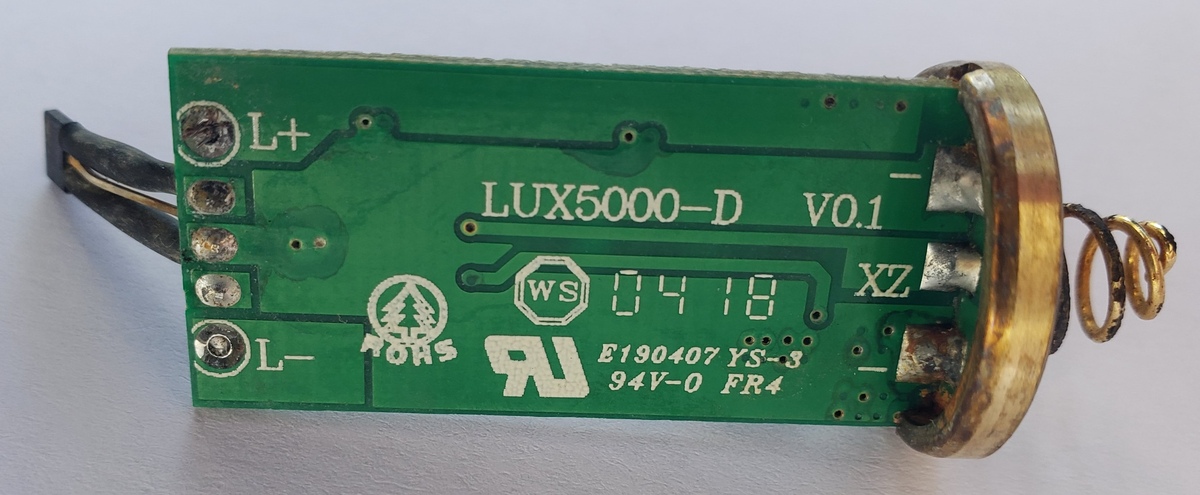 L+
–
LUX5000-D V0.1
XZ
WS 0418
ROHS
E190407 YS-3
94V-0 FR4
–
L-